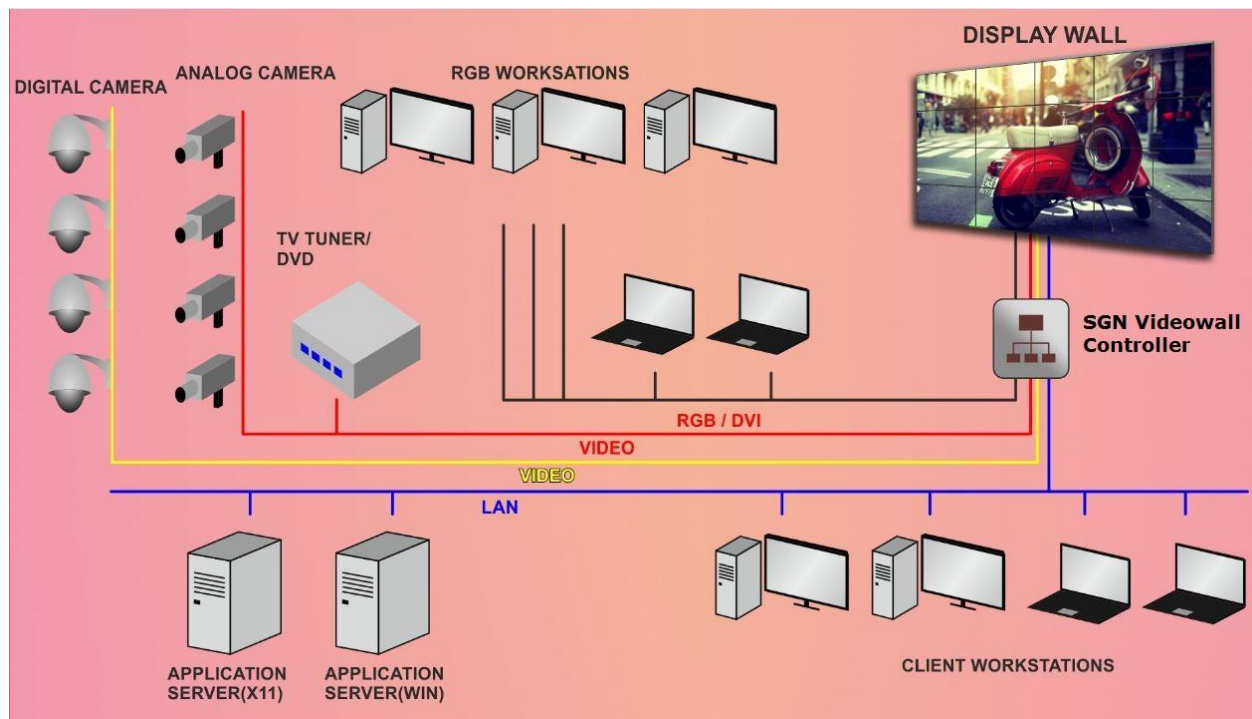 DISPLAY WALL
DIGITAL CAMERA
ANALOG CAMERA
RGB WORKSATIONS
TV TUNER/
DVD
SGN Videowall
Controller
RGB / DVI
VIDEO
VIDEO
LAN
APPLICATION
SERVER(X11)
APPLICATION
SERVER(WIN)
CLIENT WORKSTATIONS